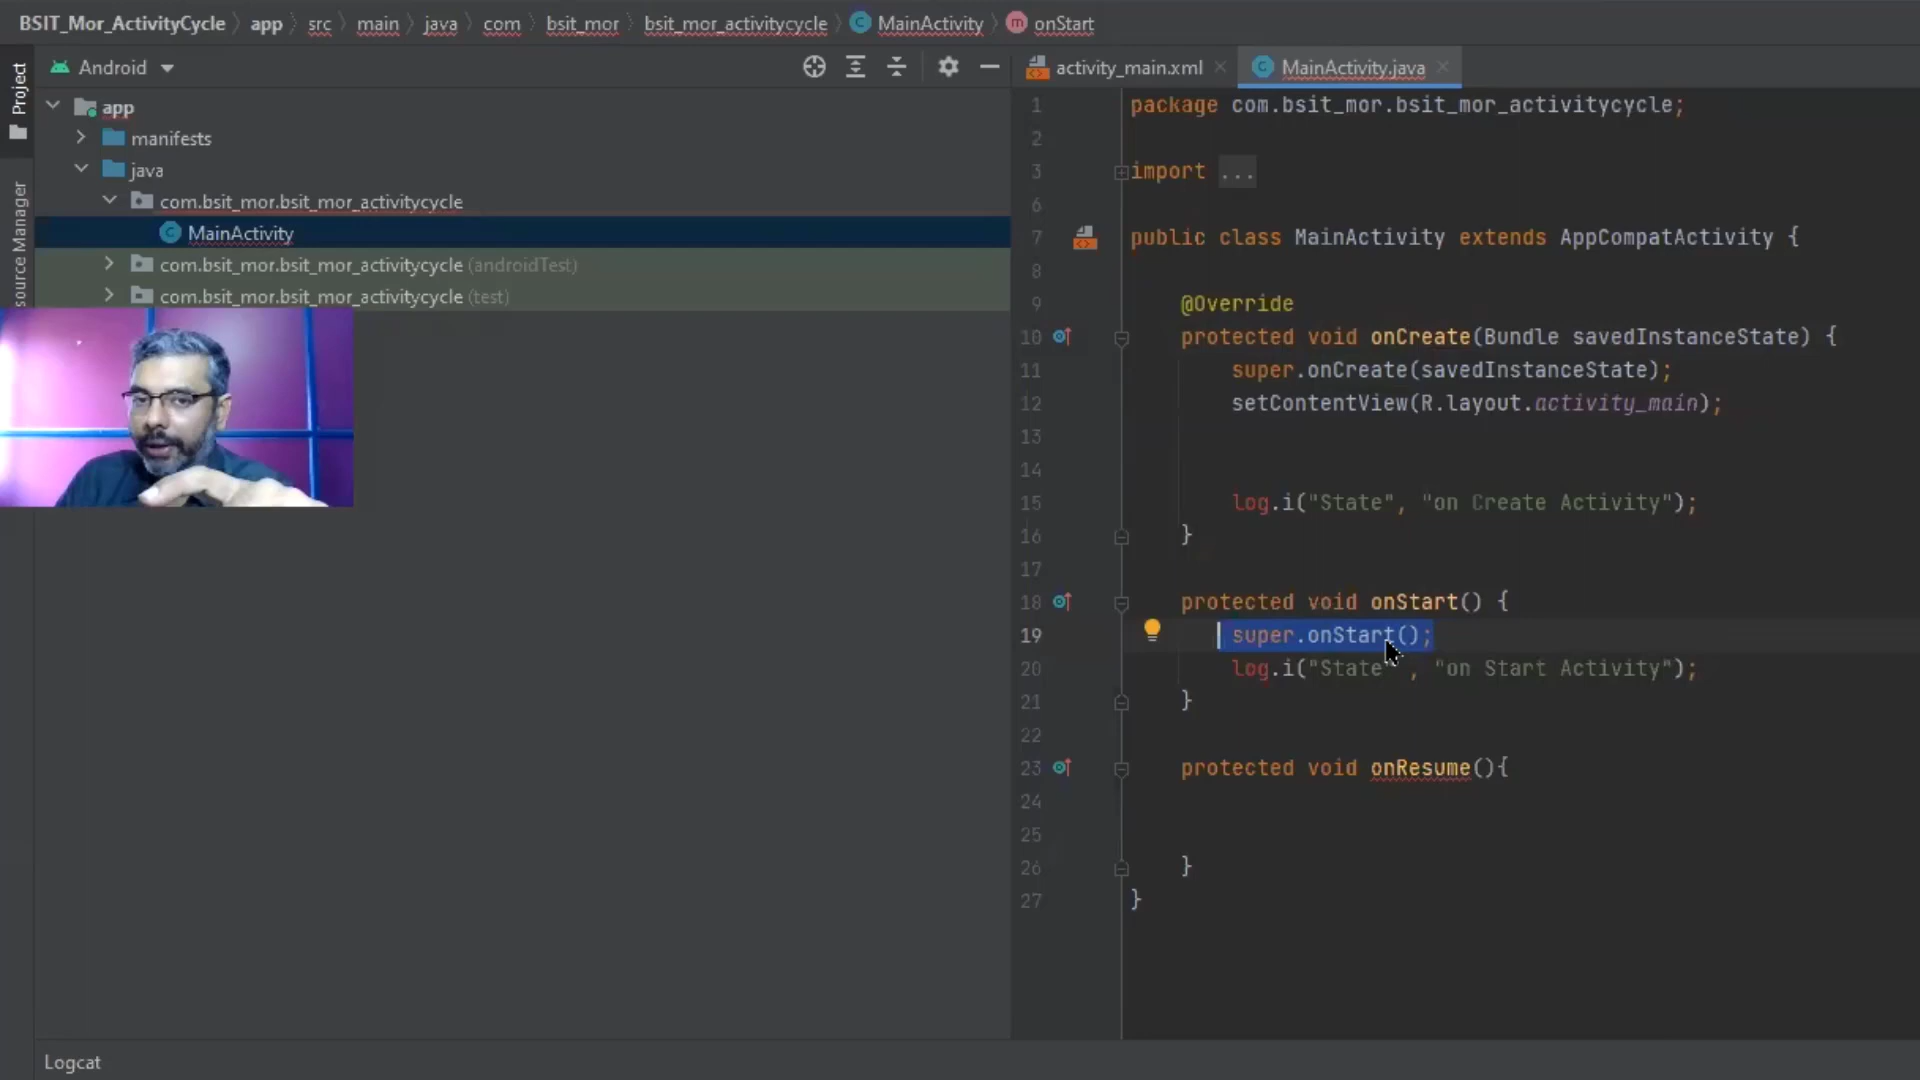 BSIT_Mor_ActivityCycle app src main java com bsit_mor bsit_mor_activitycycle C MainActivity m onStart
Project
source Manager
Android
app
manifests
java
com.bsit_mor.bsit_mor_activitycycle
C MainActivity
com.bsit_mor.bsit_mor_activitycycle (androidTest)
com.bsit_mor.bsit_mor_activitycycle (test)
activity_main.xml
C MainActivity.java
1 package com.bsit_mor.bsit_mor_activitycycle;
2
3 import ...
6
7 public class MainActivity extends AppCompatActivity {
8
9 @Override
10 protected void onCreate(Bundle savedInstanceState) {
11 super.onCreate(savedInstanceState);
12 setContentView(R.layout.activity_main);
13
14
15 log.i("State", "on Create Activity");
16 }
17
18 protected void onStart() {
19 super.onStart();
20 log.i("State" , "on Start Activity");
21 }
22
23 protected void onResume(){
24
25
26 }
27 }
Logcat